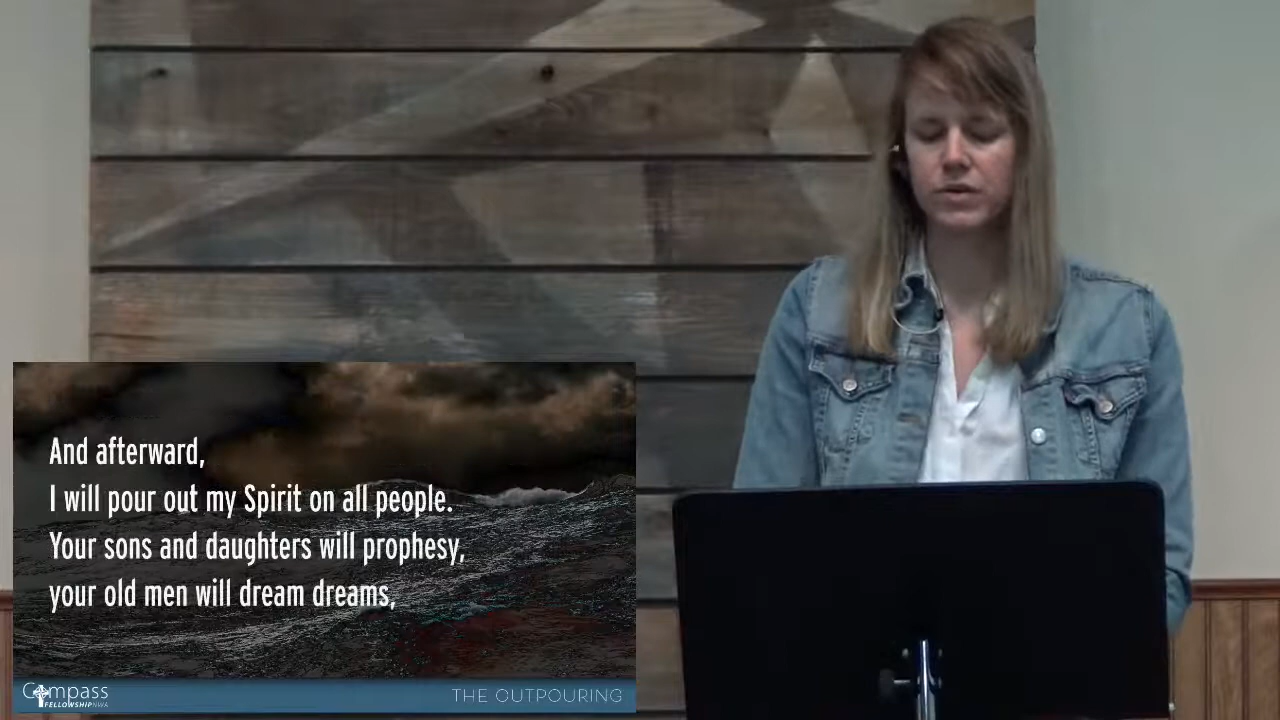 And afterward,
I will pour out my Spirit on all people.
Your sons and daughters will prophesy,
your old men will dream dreams,
Compass
FELLOWSHIPNWA
THE OUTPOURING